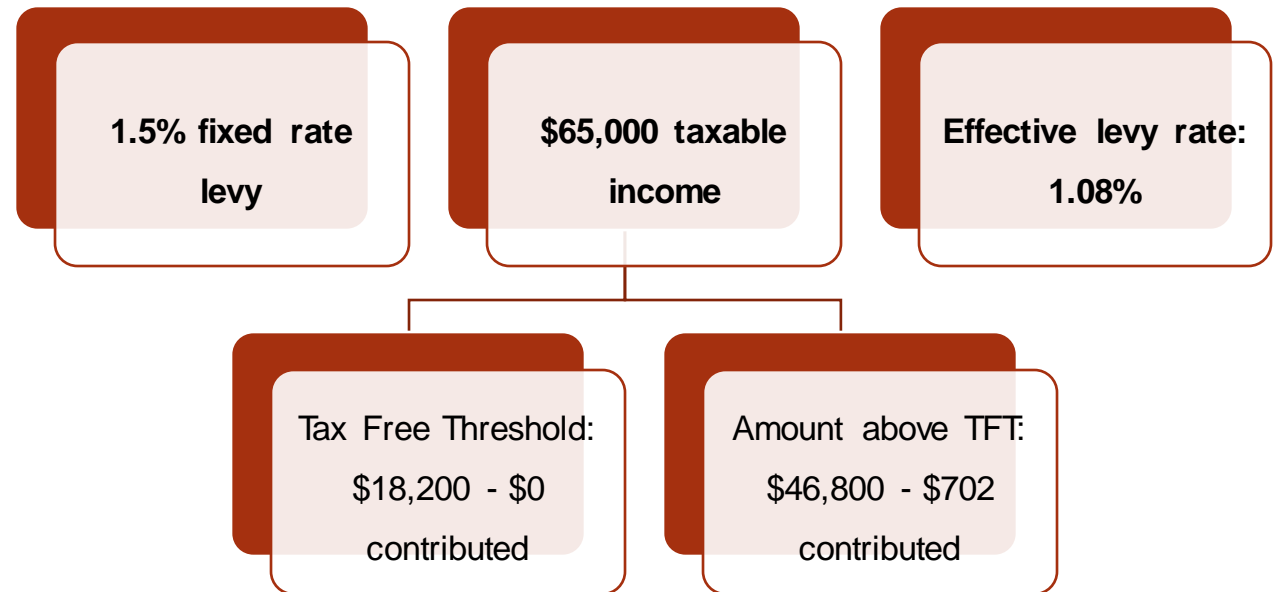 1.5% fixed rate
levy
$65,000 taxable
income
Effective levy rate:
1.08%
Tax Free Threshold:
$18,200 - $0
contributed
Amount above TFT:
$46,800 - $702
contributed